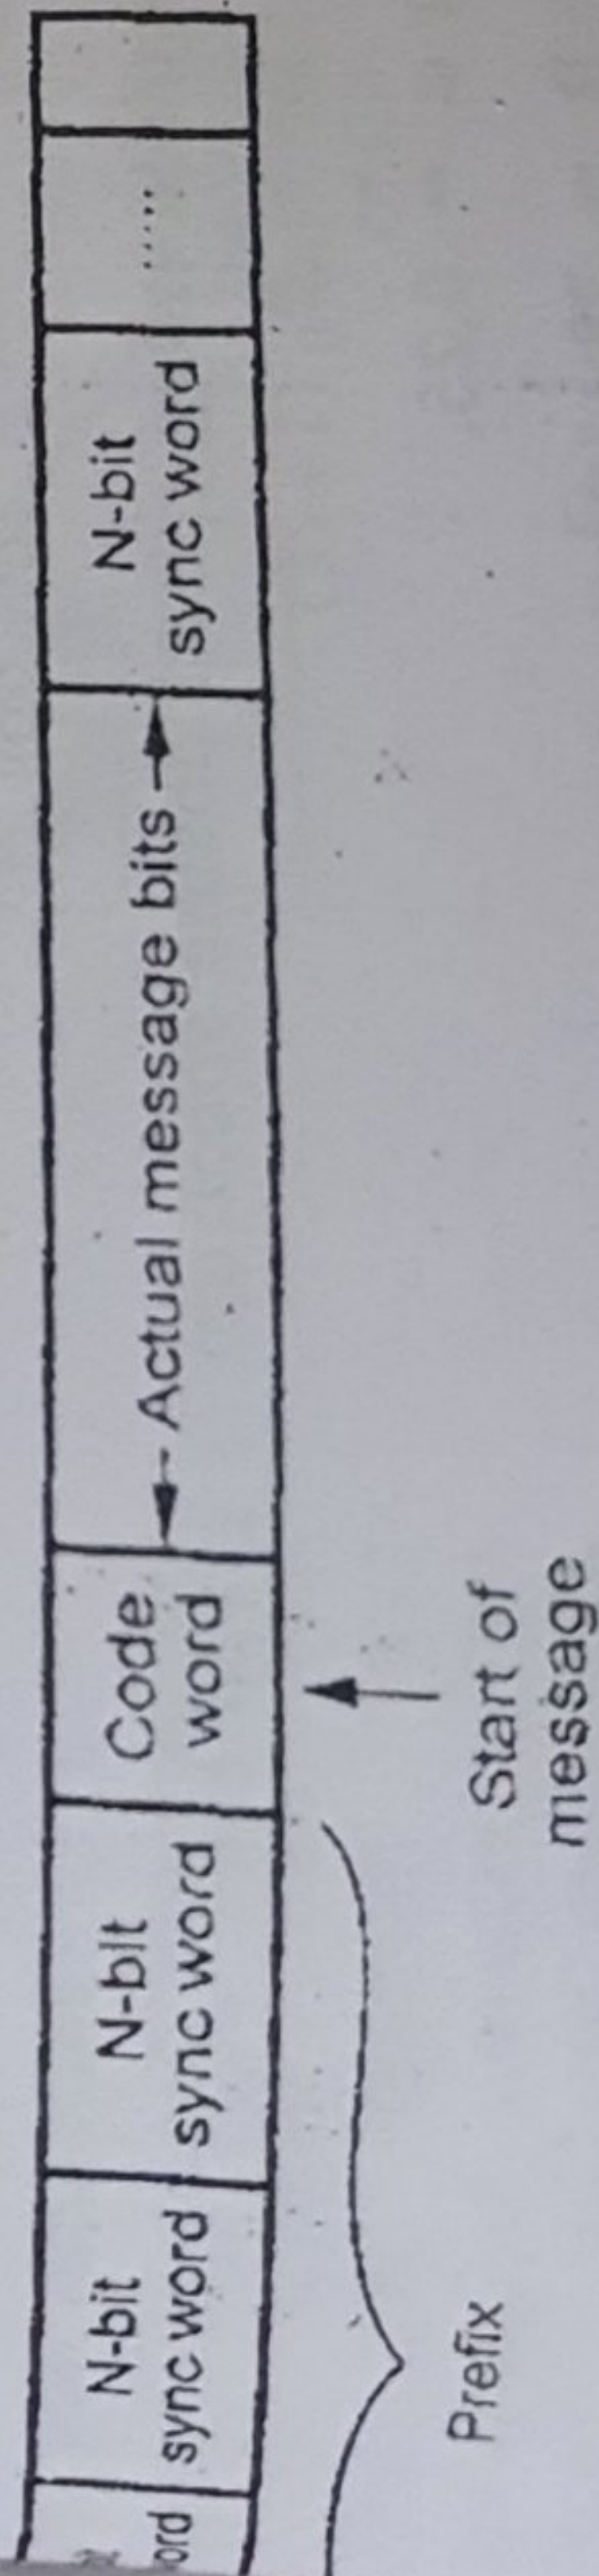 ord
N-bit
sync word
N-bit
sync word
Code
word
Actual message bits
N-bit
sync word
......
Prefix
Start of
message